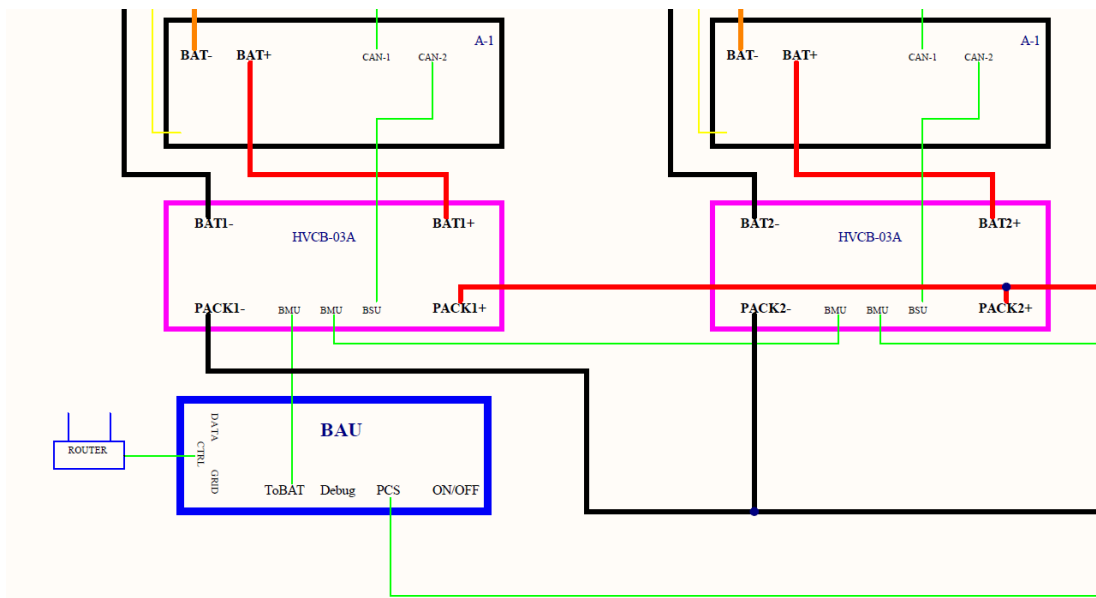 A-1
BAT- BAT+ CAN-1 CAN-2
A-1
BAT- BAT+ CAN-1 CAN-2
BAT1- BAT1+
HVCB-03A
PACK1- BMU BMU BSU PACK1+
BAT2- BAT2+
HVCB-03A
PACK2- BMU BMU BSU PACK2+
ROUTER
DATA
CTRL
GRID
BAU
ToBAT Debug PCS ON/OFF